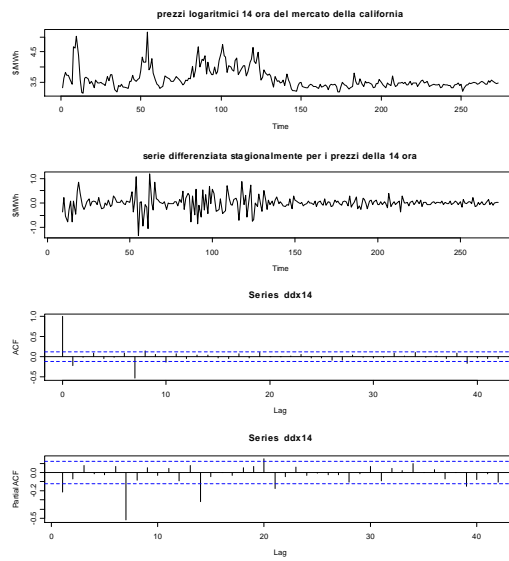 prezzi logaritmici 14 ora del mercato della california
4.5
3.5
$/MWh
0 50 100 150 200 250
Time
serie differenziata stagionalmente per i prezzi della 14 ora
1.0
0.0
-1.0
$/MWh
0 50 100 150 200 250
Time
Series ddx14
1.0
0.5
0.0
-0.5
ACF
0 10 20 30 40
Lag
Series ddx14
0.0
-0.2
-0.5
Partial ACF
0 10 20 30 40
Lag